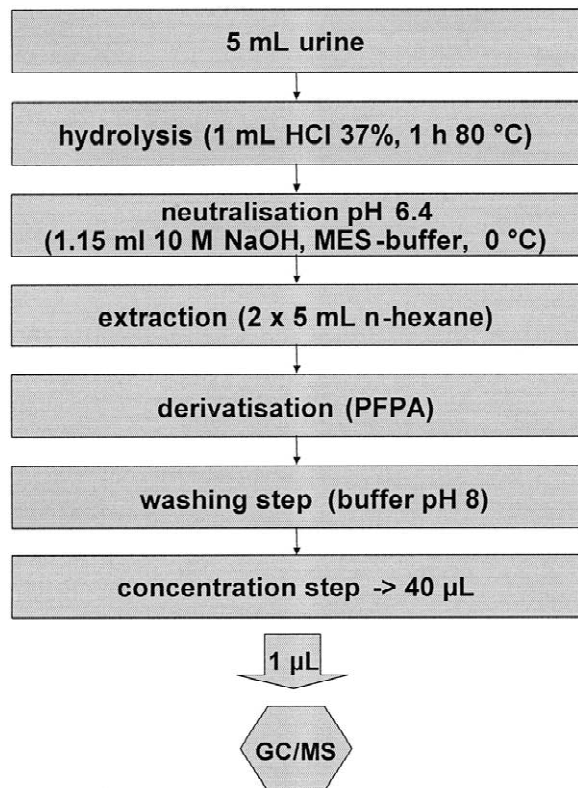 5 mL urine
hydrolysis (1 mL HCl 37%, 1 h 80 °C)
neutralisation pH 6.4
(1.15 ml 10 M NaOH, MES-buffer, 0 °C)
extraction (2 x 5 mL n-hexane)
derivatisation (PFPA)
washing step (buffer pH 8)
concentration step -> 40 µL
1 µL
GC/MS